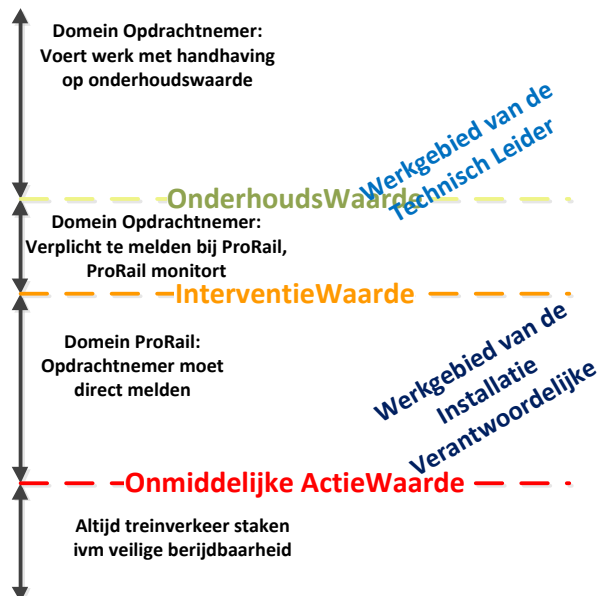 Domein Opdrachtnemer:
Voert werk met handhaving
op onderhoudswaarde
Werkgebied van de
Technisch Leider
OnderhoudsWaarde
Domein Opdrachtnemer:
Verplicht te melden bij ProRail,
ProRail monitort
InterventieWaarde
Domein ProRail:
Opdrachtnemer moet
direct melden
Werkgebied van de
Installatie
Verantwoordelijke
Onmiddelijke ActieWaarde
Altijd treinverkeer staken
ivm veilige berijdbaarheid